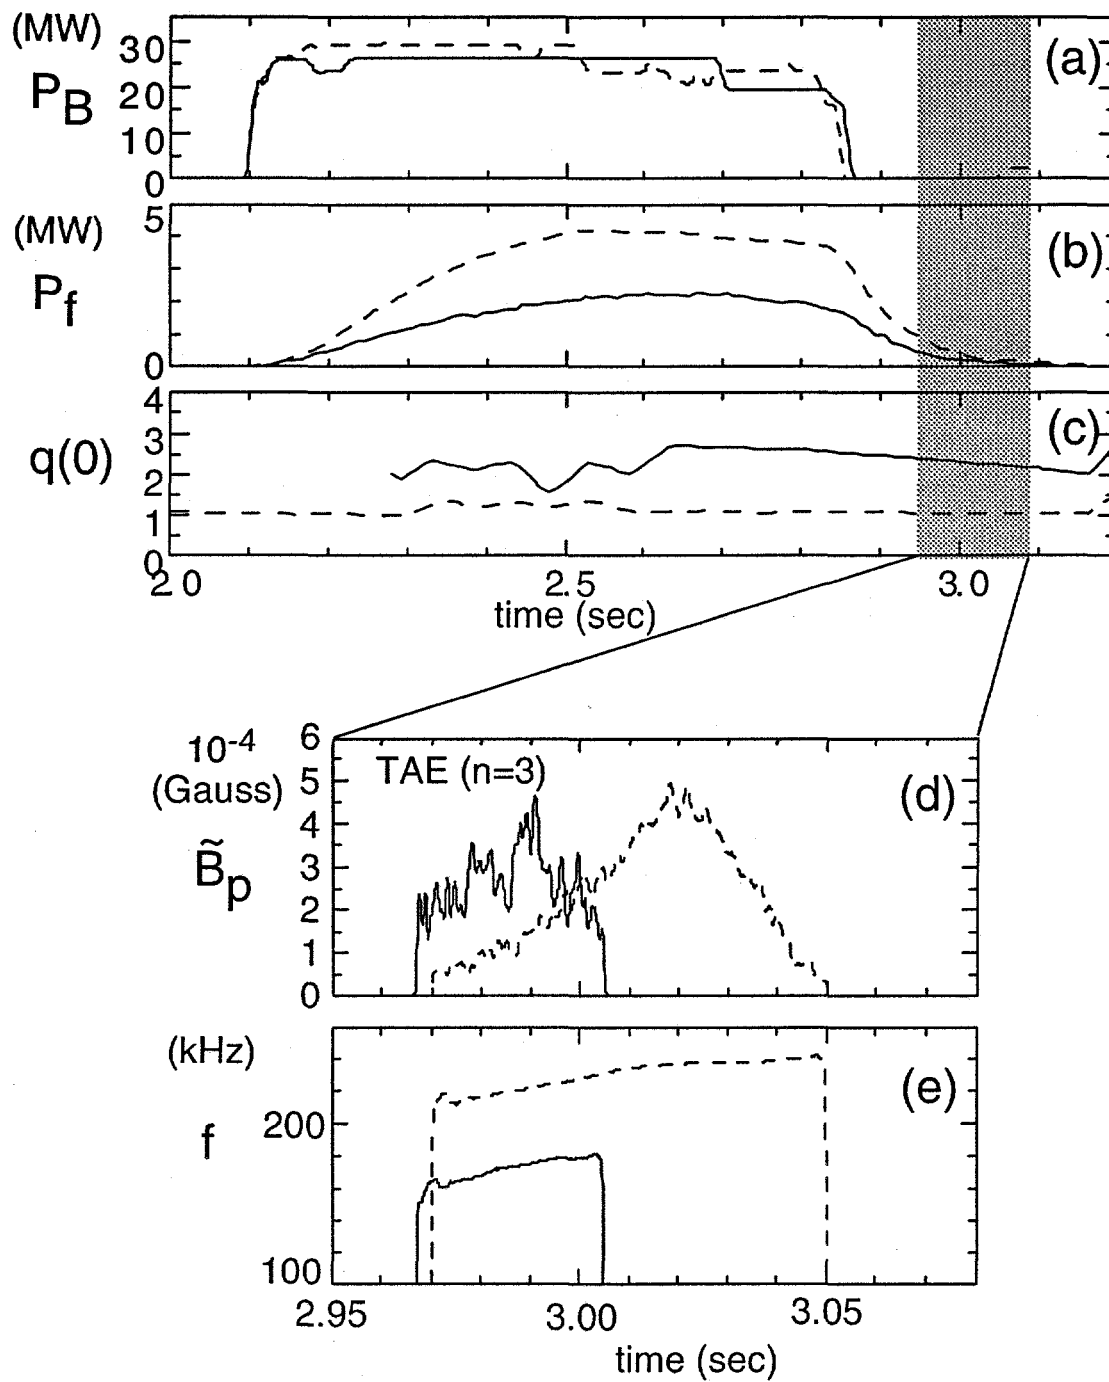 (MW)
P_B
30
20
10
0
(a)
(MW)
P_f
5
0
(b)
q(0)
4
3
2
1
0
(c)
2.0
2.5
3.0
time (sec)
10^-4
(Gauss)
B̃_p
6
5
4
3
2
1
0
TAE (n=3)
(d)
(kHz)
f
200
100
(e)
2.95
3.00
3.05
time (sec)